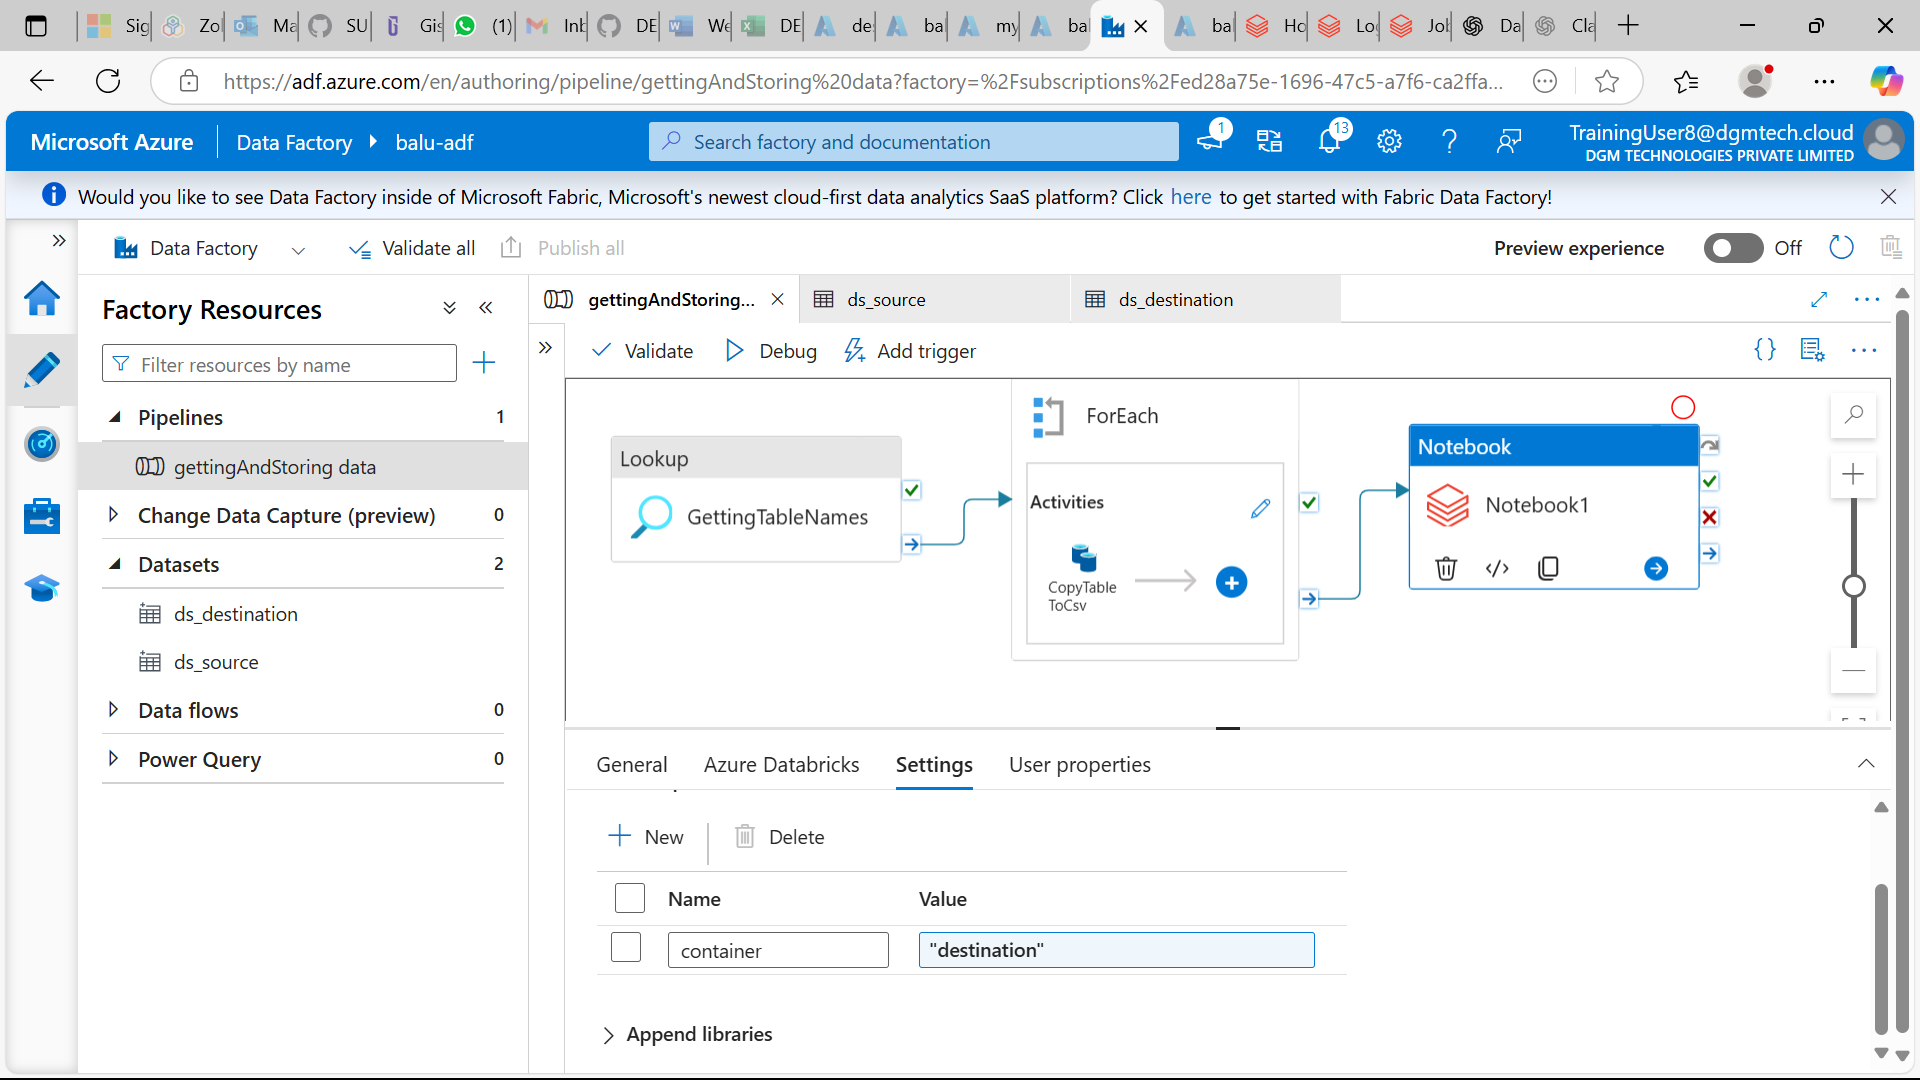 Sig
Zol
Ma
SU
Gis
(1)
Inb
DE
We
DE
de
bal
my
ba
bal
Ho
Lo
Job
Da
Cla
https://adf.azure.com/en/authoring/pipeline/gettingAndStoring%20data?factory=%2Fsubscriptions%2Fed28a75e-1696-47c5-a7f6-ca2ffa...
Microsoft Azure
Data Factory
balu-adf
Search factory and documentation
1
13
TrainingUser8@dgmtech.cloud
DGM TECHNOLOGIES PRIVATE LIMITED
Would you like to see Data Factory inside of Microsoft Fabric, Microsoft's newest cloud-first data analytics SaaS platform? Click here to get started with Fabric Data Factory!
Data Factory
Validate all
Publish all
Preview experience
Off
Factory Resources
Filter resources by name
Pipelines 1
gettingAndStoring data
Change Data Capture (preview) 0
Datasets 2
ds_destination
ds_source
Data flows 0
Power Query 0
gettingAndStoring...
ds_source
ds_destination
Validate
Debug
Add trigger
Lookup
GettingTableNames
ForEach
Activities
CopyTable
ToCsv
Notebook
Notebook1
General
Azure Databricks
Settings
User properties
New
Delete
Name
Value
container
"destination"
Append libraries